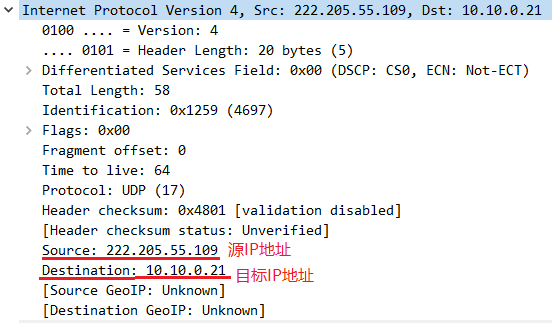 Internet Protocol Version 4, Src: 222.205.55.109, Dst: 10.10.0.21
0100 .... = Version: 4
.... 0101 = Header Length: 20 bytes (5)
Differentiated Services Field: 0x00 (DSCP: CS0, ECN: Not-ECT)
Total Length: 58
Identification: 0x1259 (4697)
Flags: 0x00
Fragment offset: 0
Time to live: 64
Protocol: UDP (17)
Header checksum: 0x4801 [validation disabled]
[Header checksum status: Unverified]
Source: 222.205.55.109 源IP地址
Destination: 10.10.0.21 目标IP地址
[Source GeoIP: Unknown]
[Destination GeoIP: Unknown]